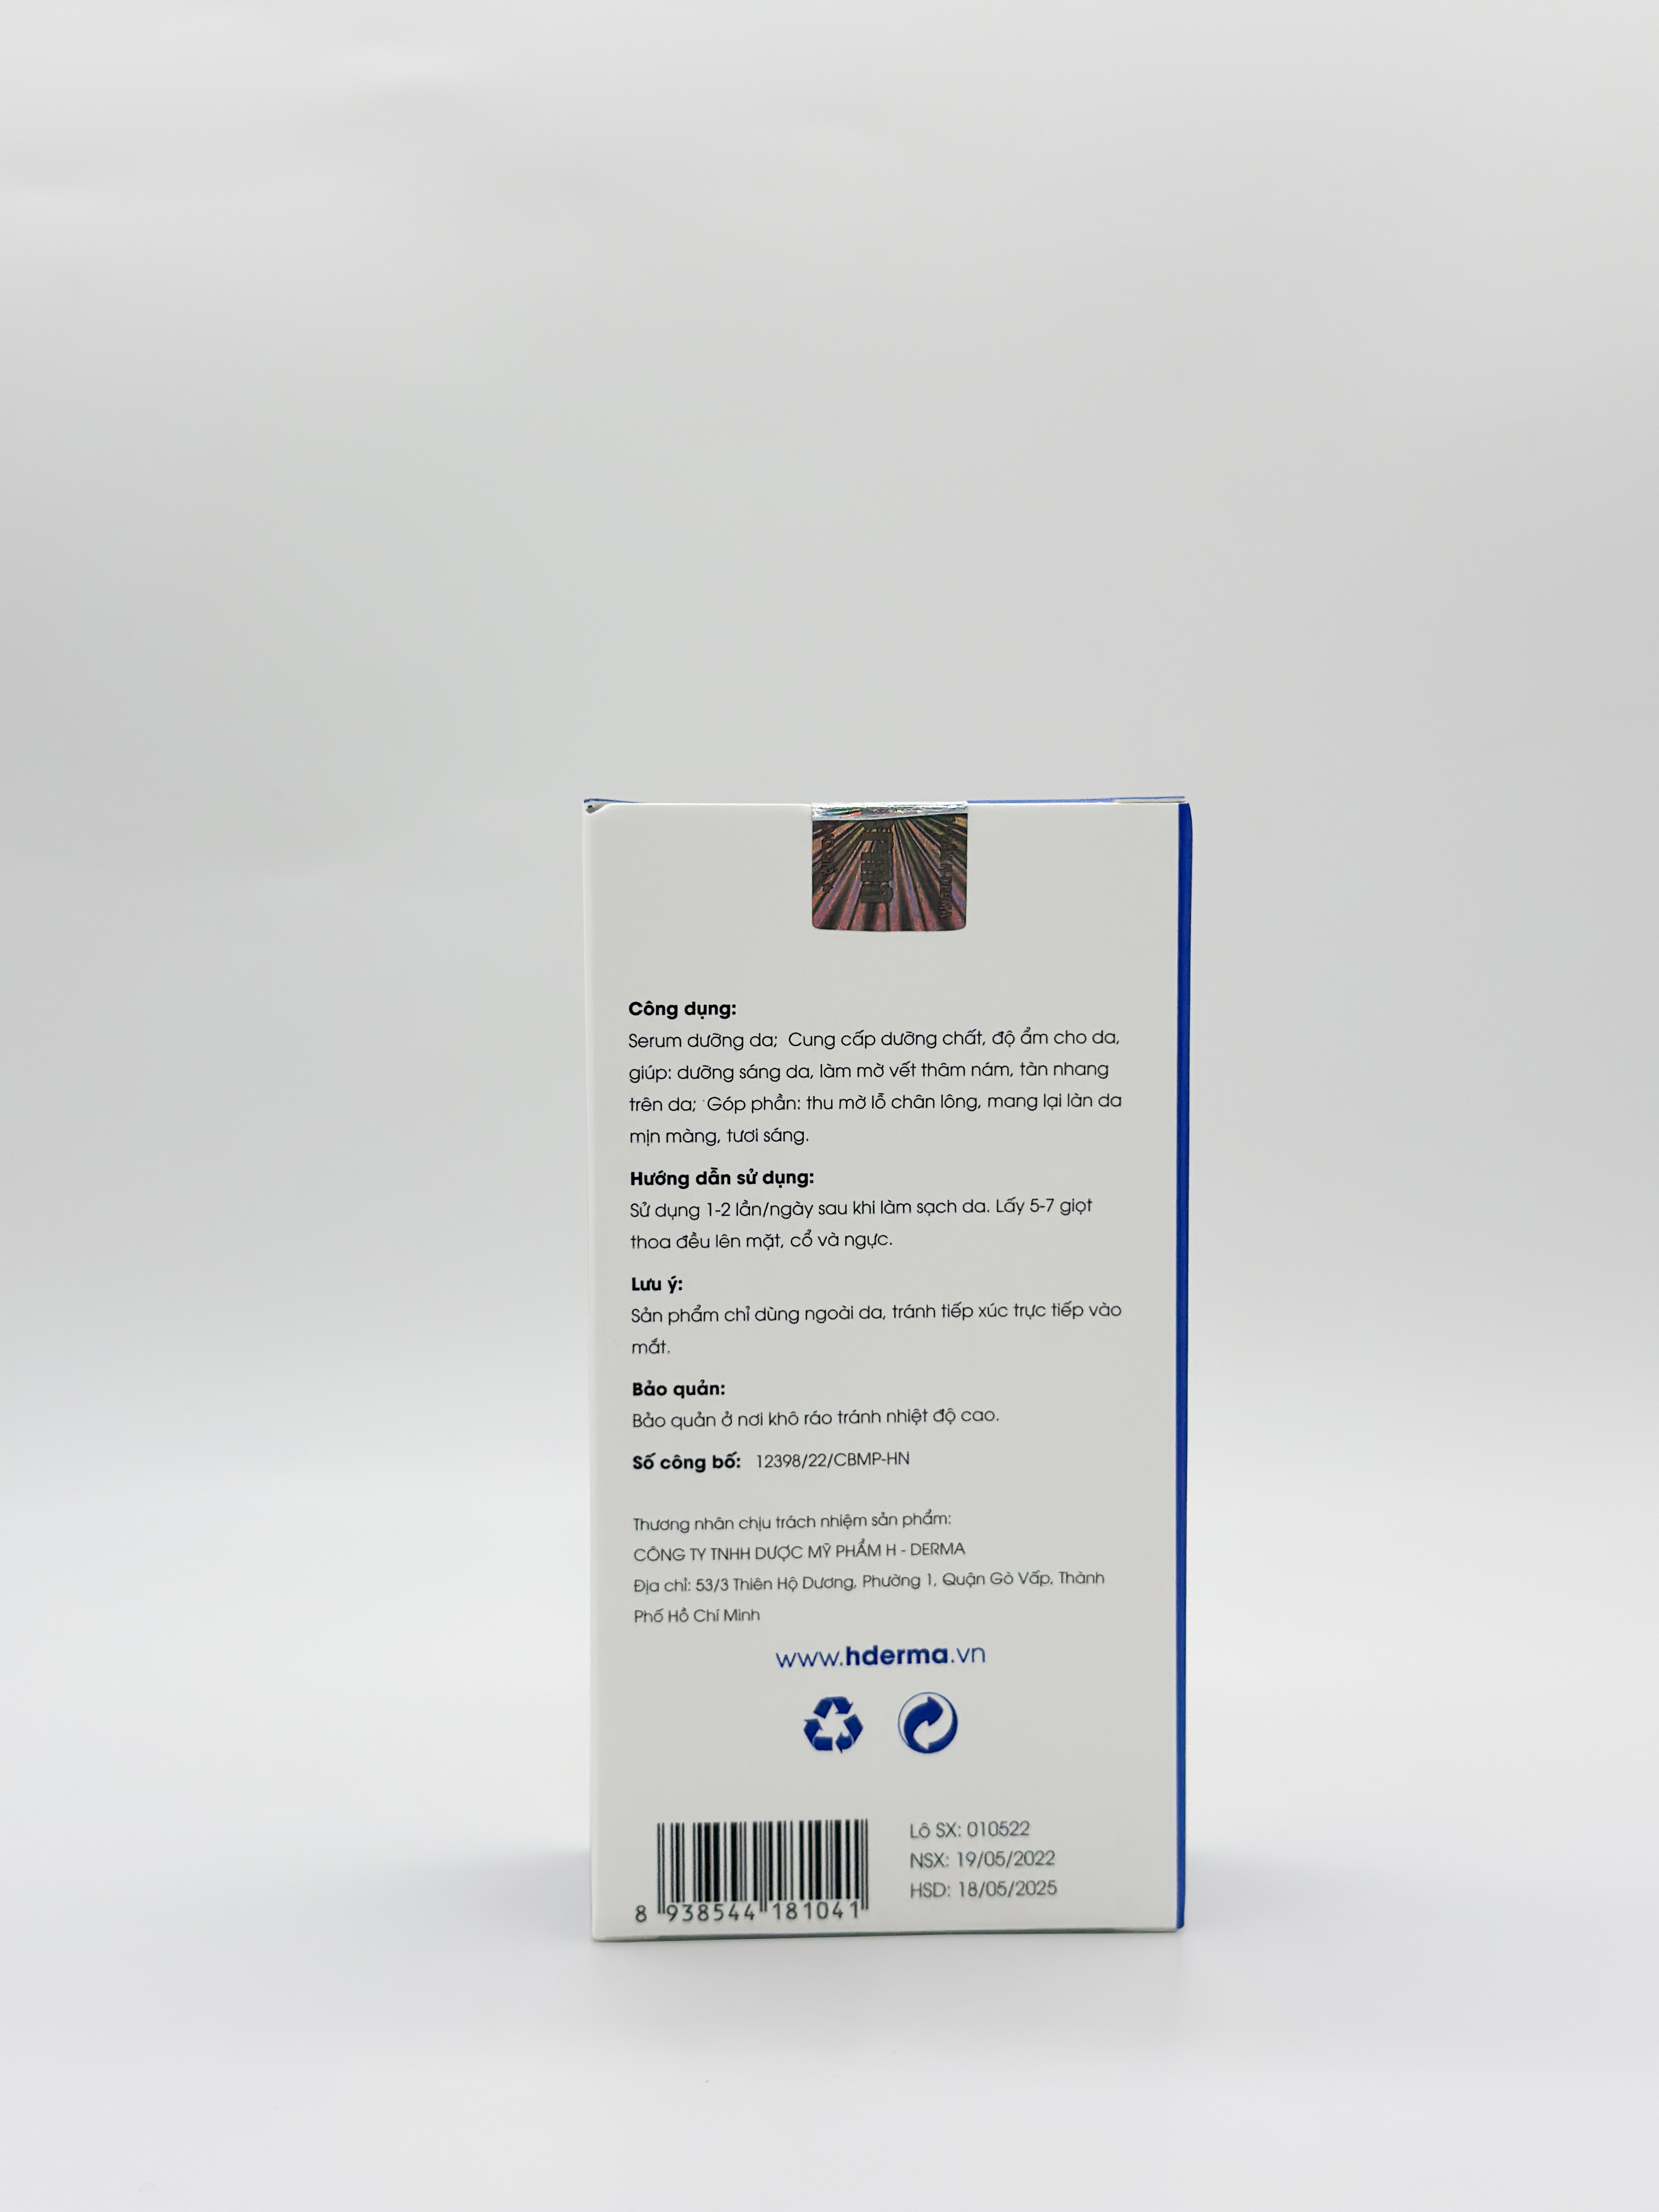 Công dụng:
Serum dưỡng da; Cung cấp dưỡng chất, độ ẩm cho da,
giúp: dưỡng sáng da, làm mờ vết thâm nám, tàn nhang
trên da; Góp phần: thu mờ lỗ chân lông, mang lại làn da
mịn màng, tươi sáng.
Hướng dẫn sử dụng:
Sử dụng 1-2 lần/ngày sau khi làm sạch da. Lấy 5-7 giọt
thoa đều lên mặt, cổ và ngực.
Lưu ý:
Sản phẩm chỉ dùng ngoài da, tránh tiếp xúc trực tiếp vào
mắt.
Bảo quản:
Bảo quản ở nơi khô ráo tránh nhiệt độ cao.
Số công bố: 12398/22/CBMP-HN
Thương nhân chịu trách nhiệm sản phẩm:
CÔNG TY TNHH DƯỢC MỸ PHẨM H - DERMA
Địa chỉ: 53/3 Thiên Hộ Dương, Phường 1, Quận Gò Vấp, Thành
Phố Hồ Chí Minh
www.hderma.vn
Lô SX: 010522
NSX: 19/05/2022
HSD: 18/05/2025
8 938544 181041